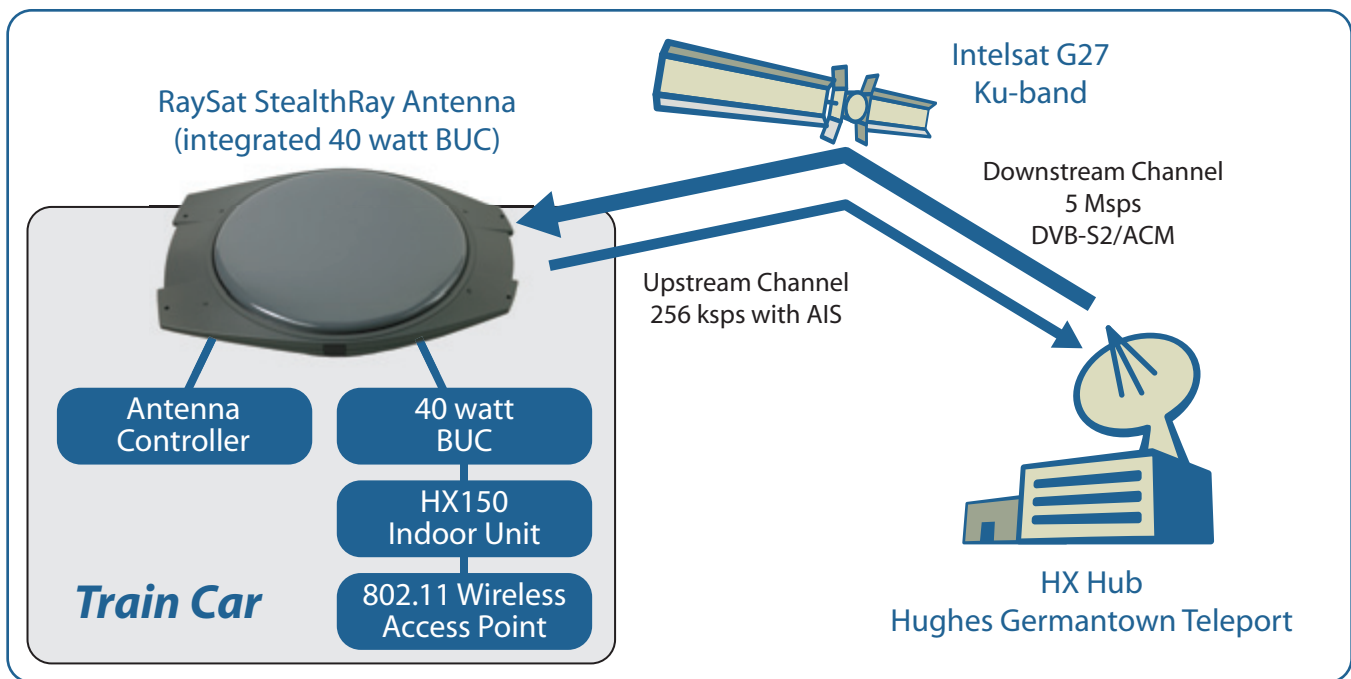 RaySat StealthRay Antenna
(integrated 40 watt BUC)
Intelsat G27
Ku-band
Downstream Channel
5 Msps
DVB-S2/ACM
Upstream Channel
256 ksps with AIS
Antenna
Controller
40 watt
BUC
HX150
Indoor Unit
802.11 Wireless
Access Point
Train Car
HX Hub
Hughes Germantown Teleport